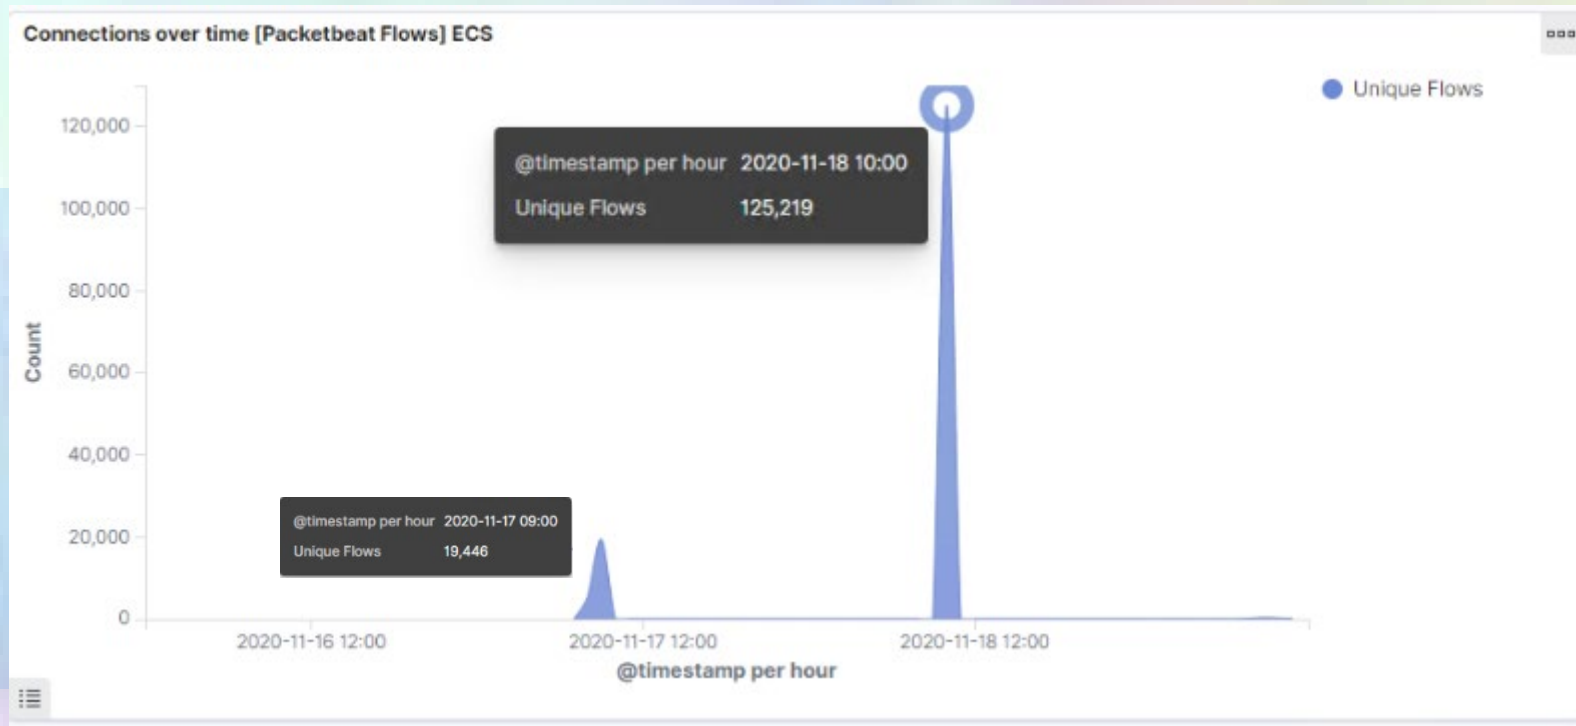 Connections over time [Packetbeat Flows] ECS
Unique Flows
120,000
100,000
80,000
60,000
40,000
20,000
0
Count
@timestamp per hour 2020-11-18 10:00
Unique Flows 125,219
@timestamp per hour 2020-11-17 09:00
Unique Flows 19,446
2020-11-16 12:00
2020-11-17 12:00
2020-11-18 12:00
@timestamp per hour